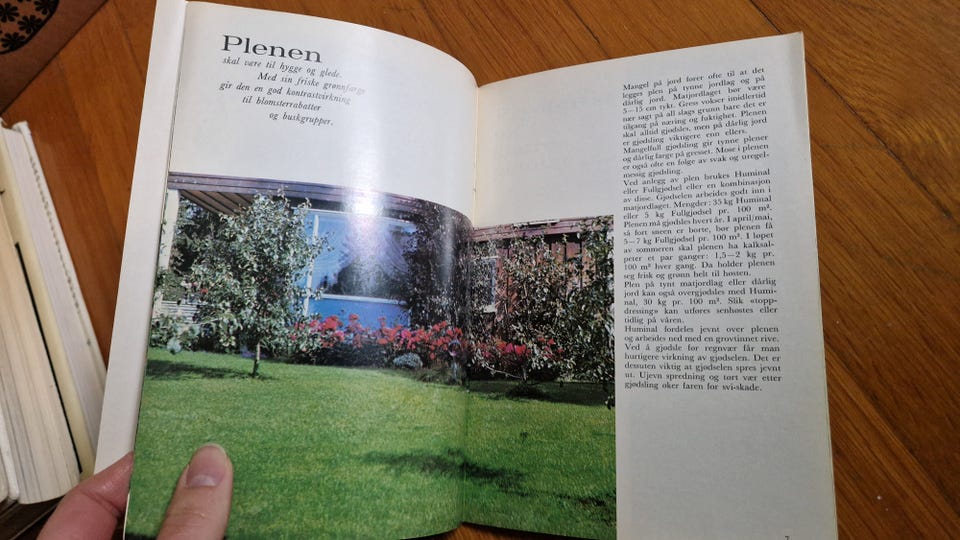 Plenen
skal være til hygge og glede.
Med sin friske grønnfarge
gir den en god kontrastvirkning
til blomsterrabatter
og buskgrupper.
Mangel på jord fører ofte til at det
legges plen på tynne jordlag og på
dårlig jord. Matjordlaget bør være
5—15 cm tykt. Gress vokser imidlertid
nær sagt på all slags grunn bare det er
tilgang på næring og fuktighet. Plenen
skal alltid gjødsles, men på dårlig jord
er gjødsling viktigere enn ellers.
Mangelfull gjødsling gir tynne plener
og dårlig farge på gresset. Mose i plenen
er også ofte en følge av svak og uregel-
messig gjødsling.
Ved anlegg av plen brukes Huminal
eller Fullgjødsel eller en kombinasjon
av disse. Gjødselen arbeides godt inn i
matjordlaget. Mengder: 35 kg Huminal
eller 5 kg Fullgjødsel pr. 100 m².
Plenen må gjødsles hvert år. I april/mai,
så fort sneen er borte, bør plenen få
5—7 kg Fullgjødsel pr. 100 m². I løpet
av sommeren skal plenen ha kalksal-
peter et par ganger: 1,5—2 kg pr.
100 m² hver gang. Da holder plenen
seg frisk og grønn helt til høsten.
Plen på tynt matjordlag eller dårlig
jord kan også overgjødsles med Humi-
nal, 30 kg pr. 100 m². Slik «topp-
dressing» kan utføres senhøstes eller
tidlig på våren.
Huminal fordeles jevnt over plenen
og arbeides ned med en grovtinnet rive.
Ved å gjødsle før regnvær får man
hurtigere virkning av gjødselen. Det er
dessuten viktig at gjødselen spres jevnt
ut. Ujevn spredning og tørt vær etter
gjødsling øker faren for svi-skade.
7